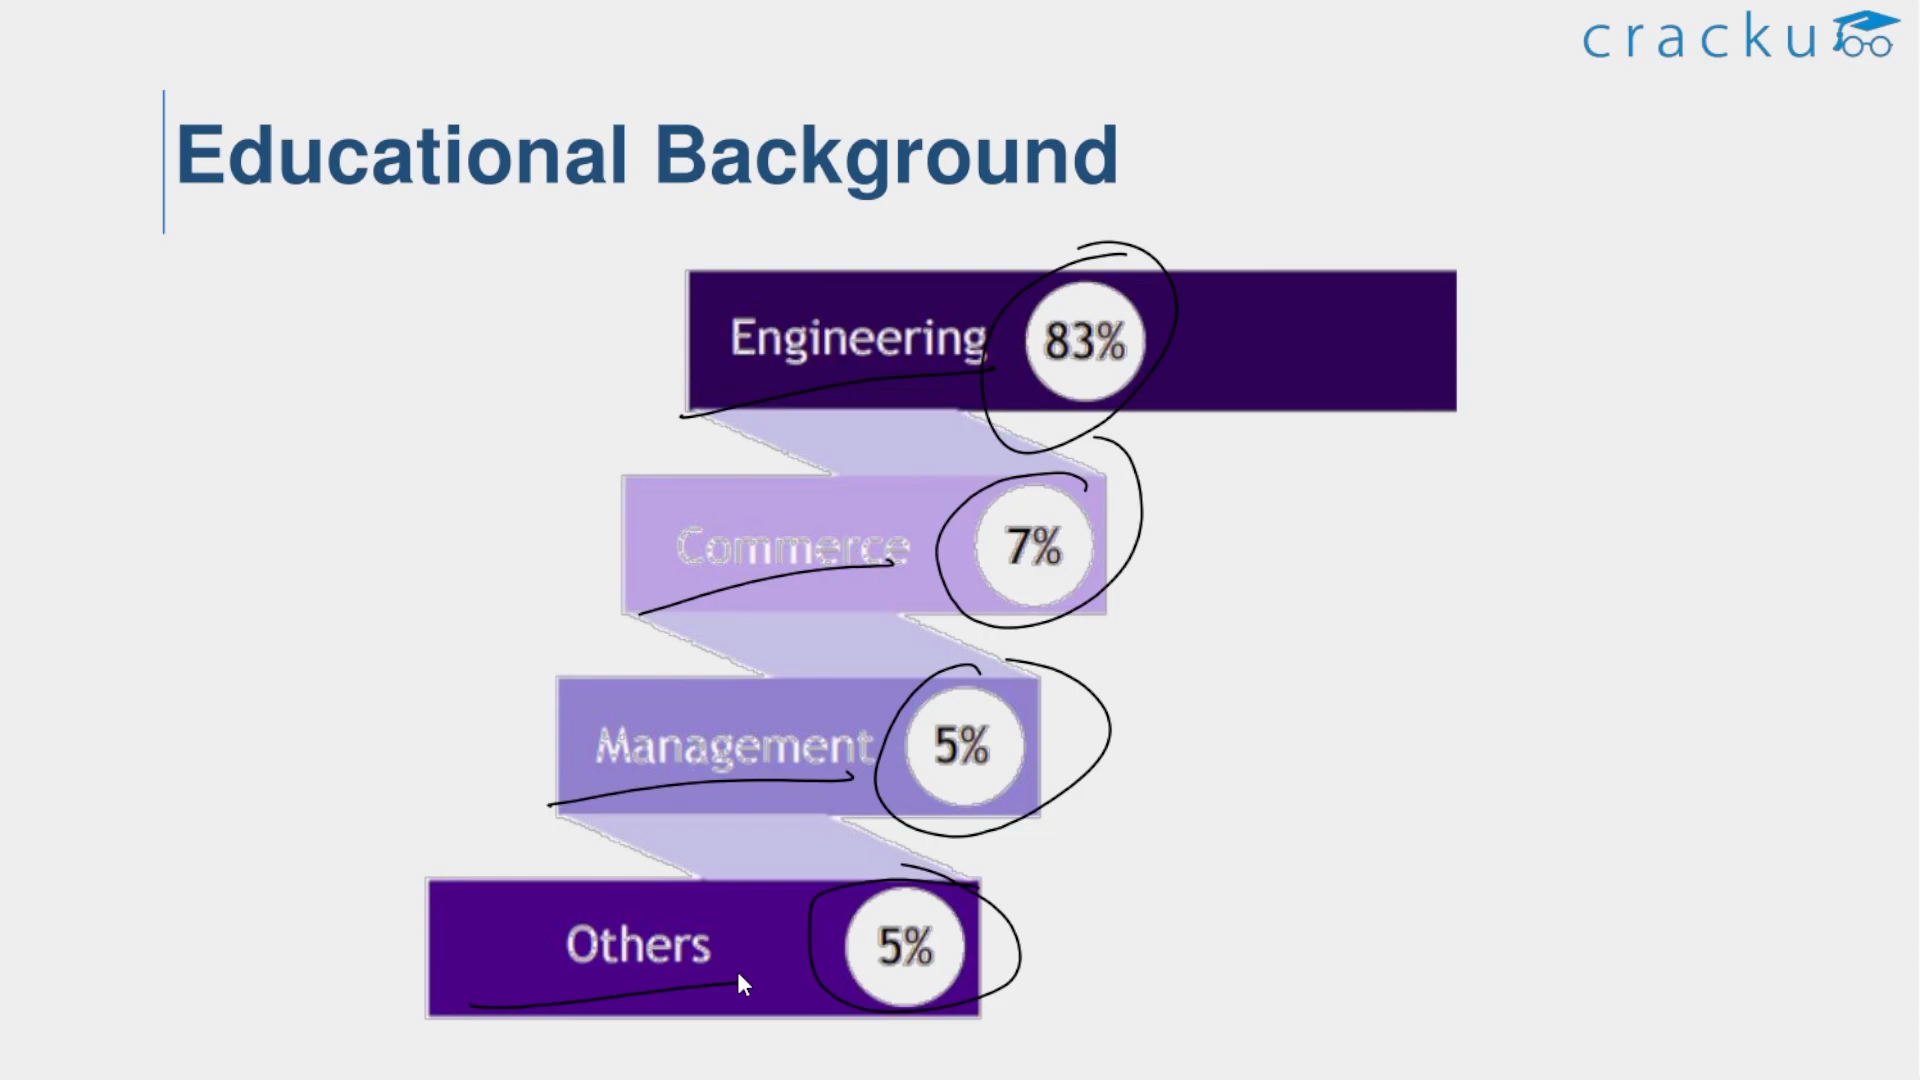 cracku
Educational Background
Engineering 83%
Commerce 7%
Management 5%
Others 5%